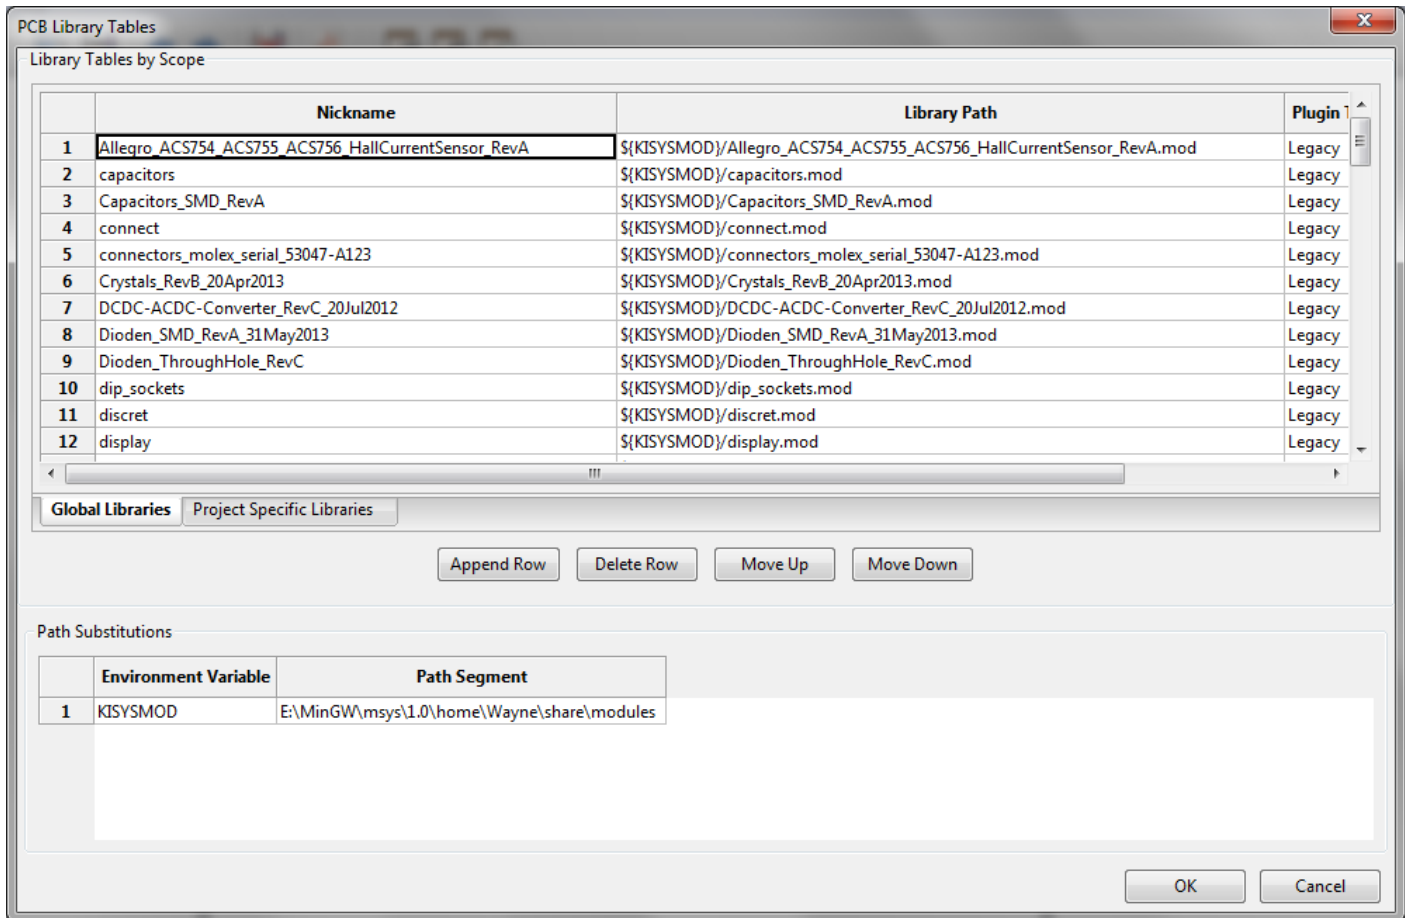 PCB Library Tables
Library Tables by Scope
Nickname Library Path Plugin T
1 Allegro_ACS754_ACS755_ACS756_HallCurrentSensor_RevA ${KISYSMOD}/Allegro_ACS754_ACS755_ACS756_HallCurrentSensor_RevA.mod Legacy
2 capacitors ${KISYSMOD}/capacitors.mod Legacy
3 Capacitors_SMD_RevA ${KISYSMOD}/Capacitors_SMD_RevA.mod Legacy
4 connect ${KISYSMOD}/connect.mod Legacy
5 connectors_molex_serial_53047-A123 ${KISYSMOD}/connectors_molex_serial_53047-A123.mod Legacy
6 Crystals_RevB_20Apr2013 ${KISYSMOD}/Crystals_RevB_20Apr2013.mod Legacy
7 DCDC-ACDC-Converter_RevC_20Jul2012 ${KISYSMOD}/DCDC-ACDC-Converter_RevC_20Jul2012.mod Legacy
8 Dioden_SMD_RevA_31May2013 ${KISYSMOD}/Dioden_SMD_RevA_31May2013.mod Legacy
9 Dioden_ThroughHole_RevC ${KISYSMOD}/Dioden_ThroughHole_RevC.mod Legacy
10 dip_sockets ${KISYSMOD}/dip_sockets.mod Legacy
11 discret ${KISYSMOD}/discret.mod Legacy
12 display ${KISYSMOD}/display.mod Legacy
Global Libraries Project Specific Libraries
Append Row Delete Row Move Up Move Down
Path Substitutions
Environment Variable Path Segment
1 KISYSMOD E:\MinGW\msys\1.0\home\Wayne\share\modules
OK Cancel